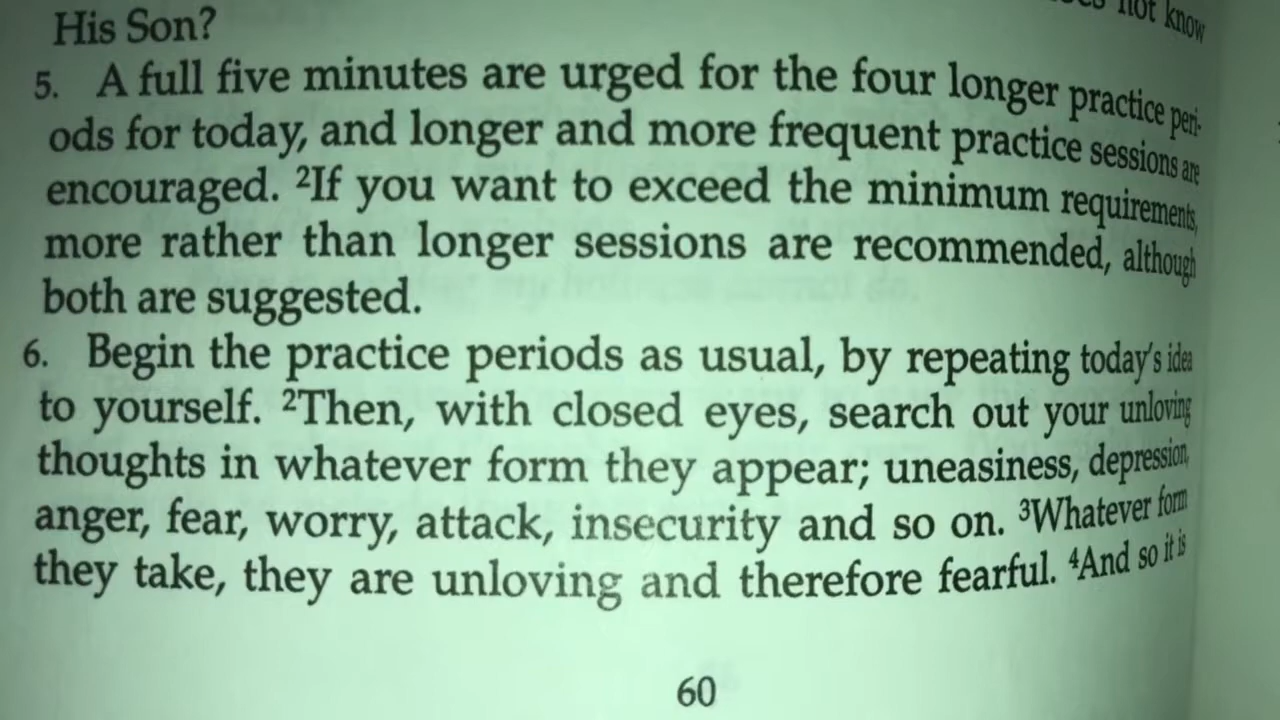 not know
His Son?
5. A full five minutes are urged for the four longer practice peri-
ods for today, and longer and more frequent practice sessions are
encouraged. ²If you want to exceed the minimum requirements,
more rather than longer sessions are recommended, although
both are suggested.
6. Begin the practice periods as usual, by repeating today's idea
to yourself. ²Then, with closed eyes, search out your unloving
thoughts in whatever form they appear; uneasiness, depression,
anger, fear, worry, attack, insecurity and so on. ³Whatever form
they take, they are unloving and therefore fearful. ⁴And so it is
60